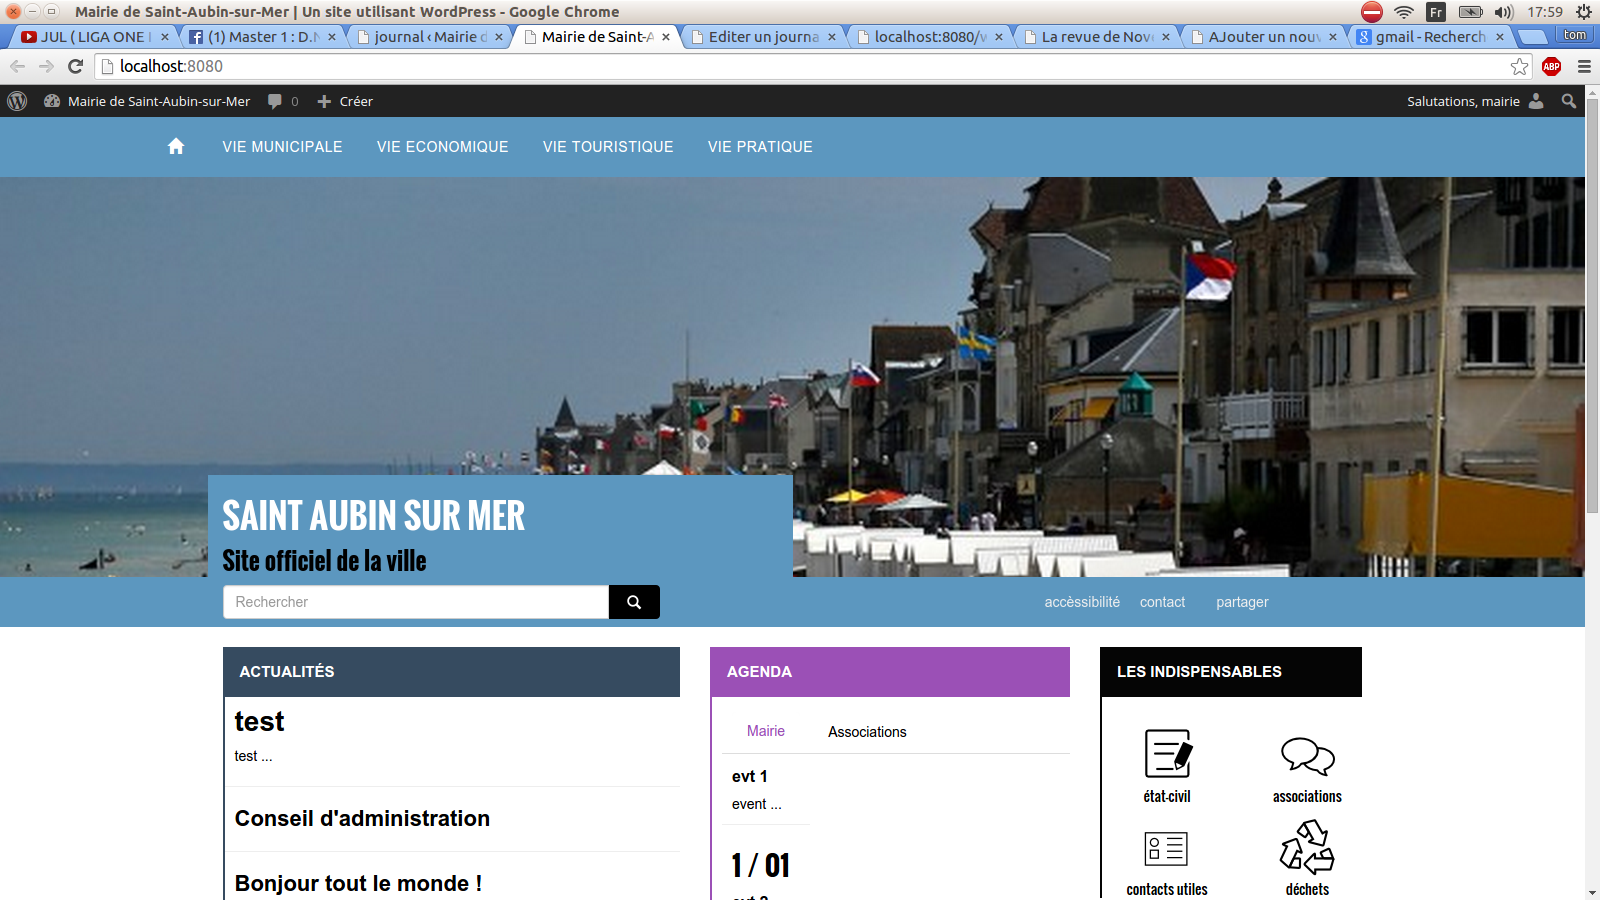 Mairie de Saint-Aubin-sur-Mer | Un site utilisant WordPress - Google Chrome
Fr
17:59
JUL ( LIGA ONE
(1) Master 1 : D.N
journal ‹ Mairie d
Mairie de Saint-A
Editer un journa
localhost:8080/w
La revue de Nove
AJouter un nouv
gmail - Recherch
tom
localhost:8080
ABP
Mairie de Saint-Aubin-sur-Mer
0
Créer
Salutations, mairie
VIE MUNICIPALE
VIE ECONOMIQUE
VIE TOURISTIQUE
VIE PRATIQUE
SAINT AUBIN SUR MER
Site officiel de la ville
Rechercher
accèssibilité
contact
partager
ACTUALITÉS
test
test ...
Conseil d'administration
Bonjour tout le monde !
AGENDA
Mairie
Associations
evt 1
event ...
1 / 01
LES INDISPENSABLES
état-civil
associations
contacts utiles
déchets